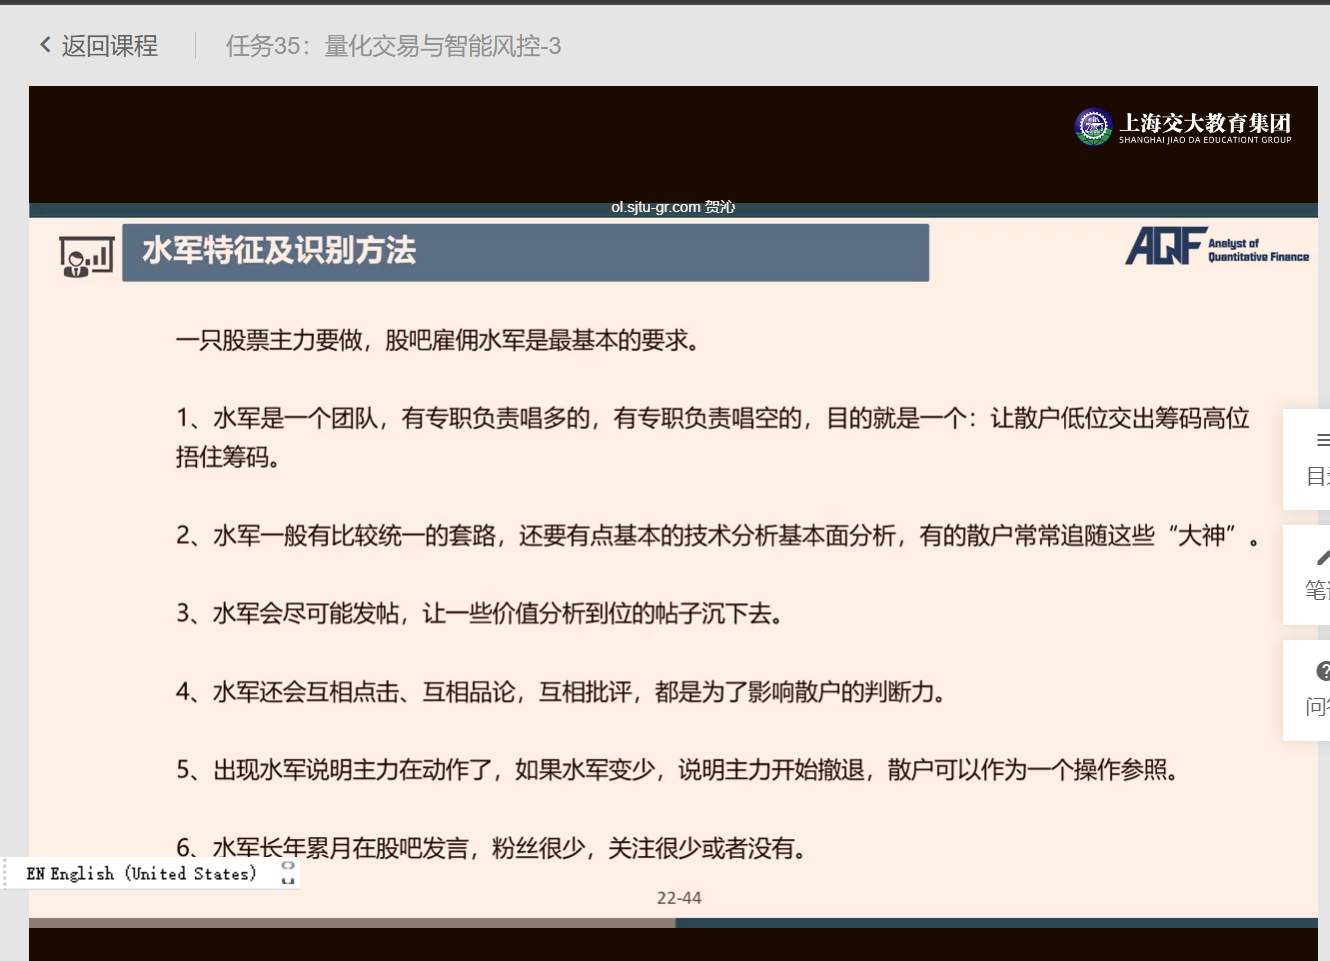 返回课程
任务35：量化交易与智能风控-3
上海交大教育集团
SHANGHAI JIAO DA EDUCATIONT GROUP
ol.sjtu-gr.com 贺沁
水军特征及识别方法
AQF Analyst of
Quantitative Finance
一只股票主力要做，股吧雇佣水军是最基本的要求。
1、水军是一个团队，有专职负责唱多的，有专职负责唱空的，目的就是一个：让散户低位交出筹码高位
捂住筹码。
2、水军一般有比较统一的套路，还要有点基本的技术分析基本面分析，有的散户常常追随这些“大神”。
3、水军会尽可能发帖，让一些价值分析到位的帖子沉下去。
4、水军还会互相点击、互相品论，互相批评，都是为了影响散户的判断力。
5、出现水军说明主力在动作了，如果水军变少，说明主力开始撤退，散户可以作为一个操作参照。
6、水军长年累月在股吧发言，粉丝很少，关注很少或者没有。
22-44
目
笔
问
EN English (United States)